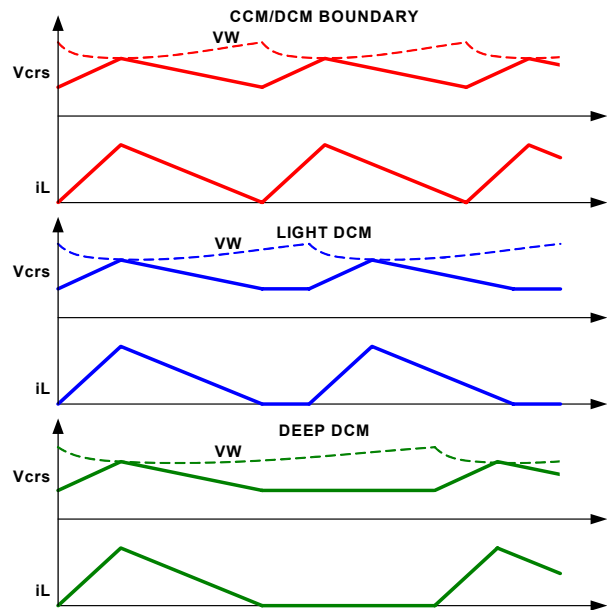 CCM/DCM BOUNDARY
VW
Vcrs
iL
LIGHT DCM
VW
Vcrs
iL
DEEP DCM
VW
Vcrs
iL